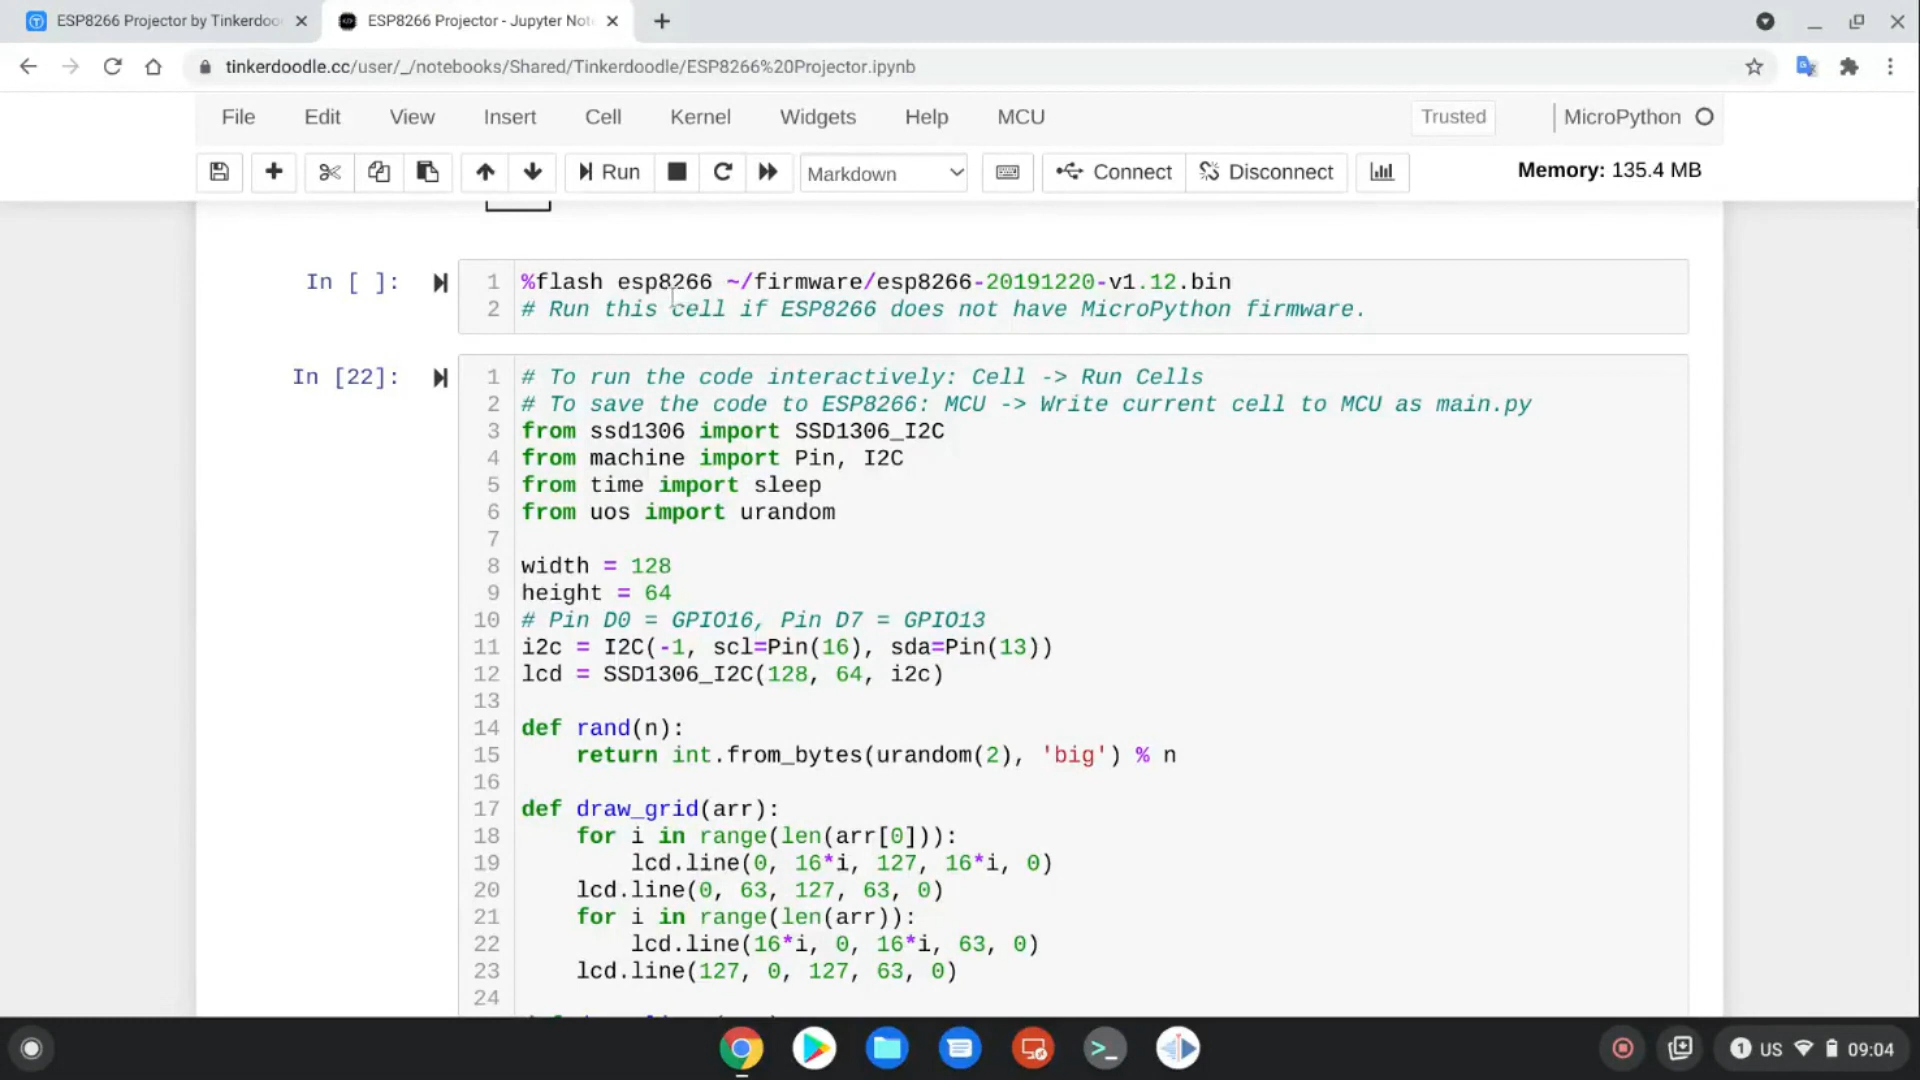 ESP8266 Projector by Tinkerdoo
ESP8266 Projector - Jupyter Not
tinkerdoodle.cc/user/_/notebooks/Shared/Tinkerdoodle/ESP8266%20Projector.ipynb
File Edit View Insert Cell Kernel Widgets Help MCU Trusted MicroPython
Run Markdown Connect Disconnect Memory: 135.4 MB
In [ ]:
1 %flash esp8266 ~/firmware/esp8266-20191220-v1.12.bin
2 # Run this cell if ESP8266 does not have MicroPython firmware.
In [22]:
1 # To run the code interactively: Cell -> Run Cells
2 # To save the code to ESP8266: MCU -> Write current cell to MCU as main.py
3 from ssd1306 import SSD1306_I2C
4 from machine import Pin, I2C
5 from time import sleep
6 from uos import urandom
7
8 width = 128
9 height = 64
10 # Pin D0 = GPIO16, Pin D7 = GPIO13
11 i2c = I2C(-1, scl=Pin(16), sda=Pin(13))
12 lcd = SSD1306_I2C(128, 64, i2c)
13
14 def rand(n):
15     return int.from_bytes(urandom(2), 'big') % n
16
17 def draw_grid(arr):
18     for i in range(len(arr[0])):
19         lcd.line(0, 16*i, 127, 16*i, 0)
20     lcd.line(0, 63, 127, 63, 0)
21     for i in range(len(arr)):
22         lcd.line(16*i, 0, 16*i, 63, 0)
23     lcd.line(127, 0, 127, 63, 0)
24
1 US 09:04